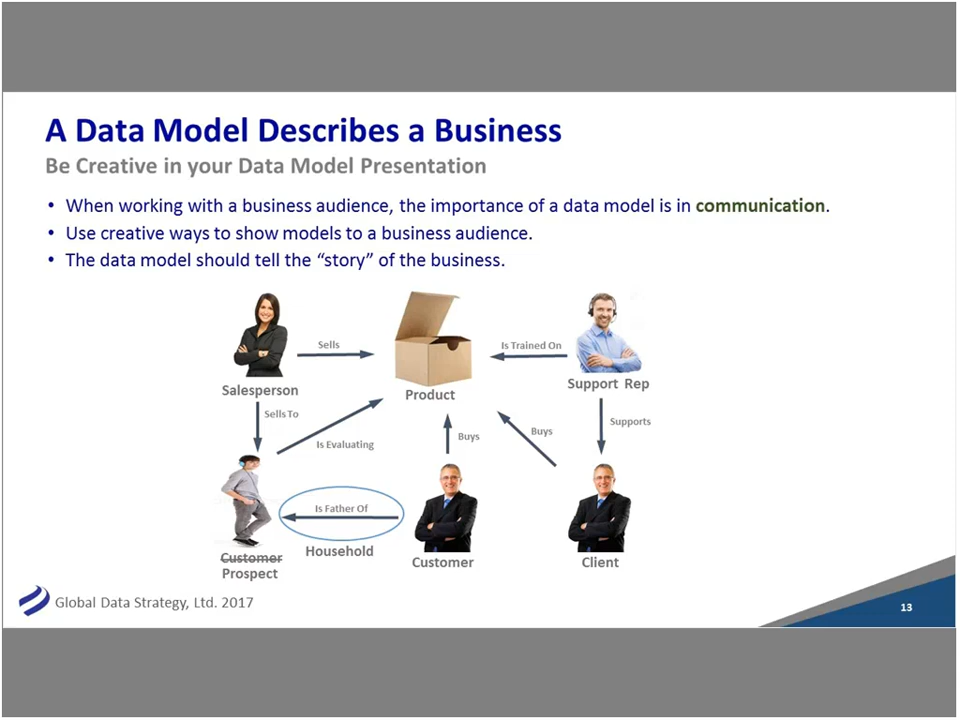 A Data Model Describes a Business
Be Creative in your Data Model Presentation
• When working with a business audience, the importance of a data model is in communication.
• Use creative ways to show models to a business audience.
• The data model should tell the “story” of the business.
Sells
Is Trained On
Salesperson
Product
Support Rep
Sells To
Is Evaluating
Buys
Buys
Supports
Is Father Of
Household
Customer
Prospect
Customer
Client
Global Data Strategy, Ltd. 2017
13